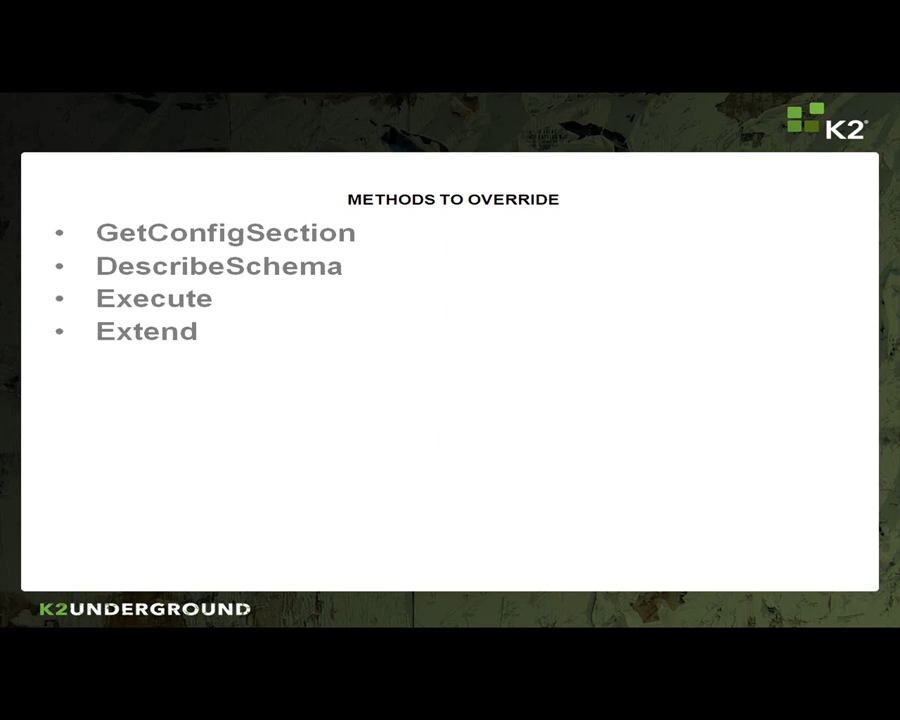 K2
METHODS TO OVERRIDE
• GetConfigSection
• DescribeSchema
• Execute
• Extend
K2UNDERGROUND